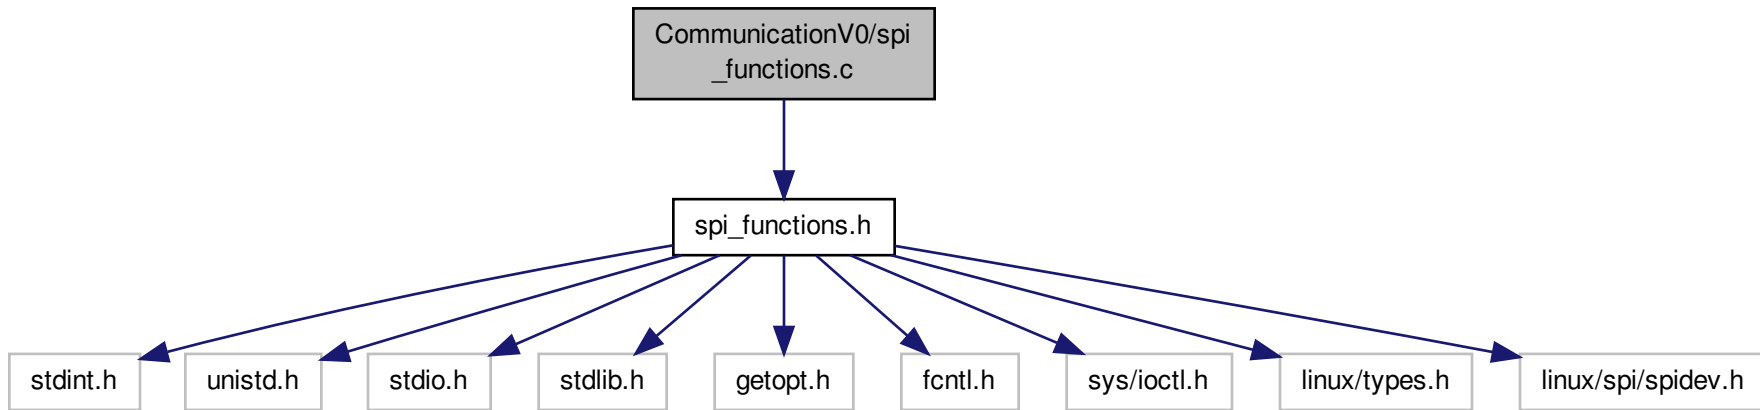 CommunicationV0/spi
_functions.c
spi_functions.h
stdint.h
unistd.h
stdio.h
stdlib.h
getopt.h
fcntl.h
sys/ioctl.h
linux/types.h
linux/spi/spidev.h